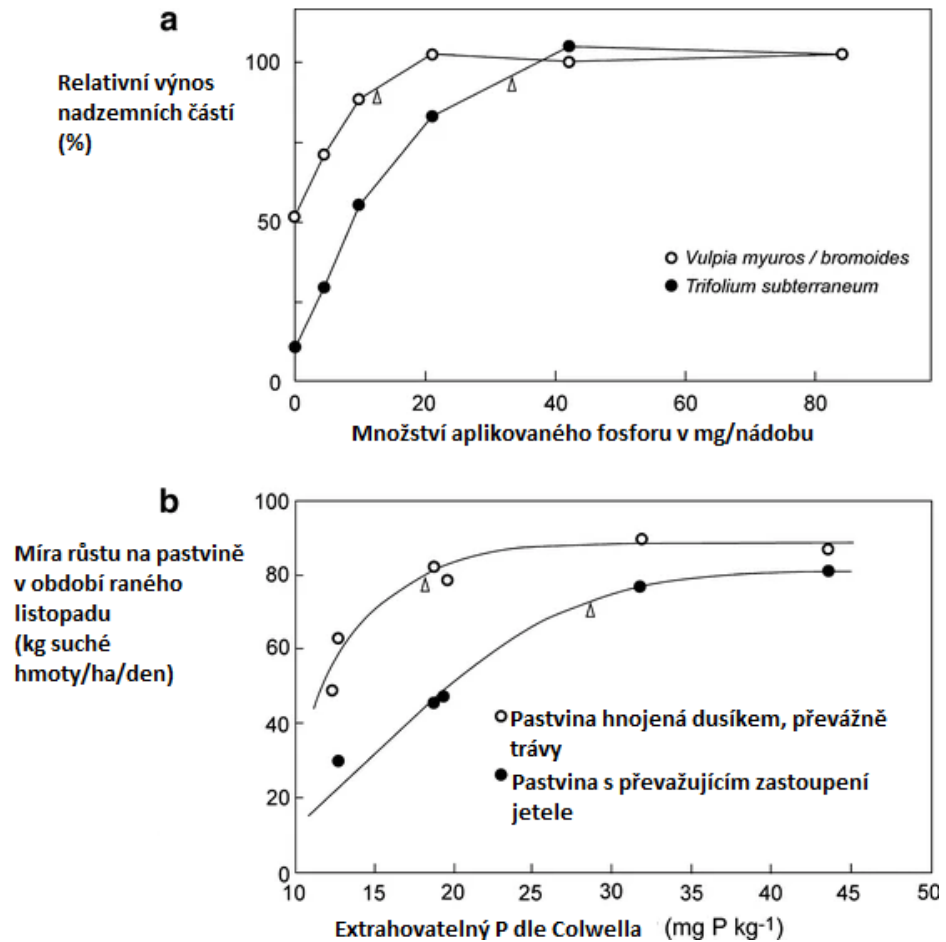 a
Relativní výnos
nadzemních částí
(%)
100
50
0
Vulpia myuros / bromoides
Trifolium subterraneum
0 20 40 60 80
Množství aplikovaného fosforu v mg/nádobu
b
Míra růstu na pastvině
v období raného
listopadu
(kg suché
hmoty/ha/den)
100
80
60
40
20
0
Pastvina hnojená dusíkem, převážně
trávy
Pastvina s převažujícím zastoupení
jetele
10 15 20 25 30 35 40 45 50
Extrahovatelný P dle Colwella (mg P kg-1)